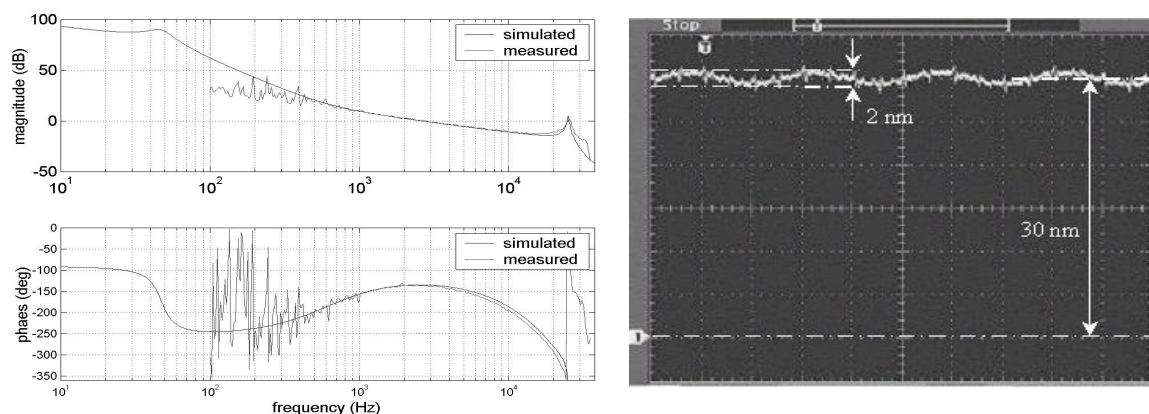 100
50
0
-50
magnitude (dB)
simulated
measured
10^1
10^2
10^3
10^4
0
-50
-100
-150
-200
-250
-300
-350
phaes (deg)
simulated
measured
10^1
10^2
10^3
10^4
frequency (Hz)
Stop
T
T
2 nm
30 nm
1